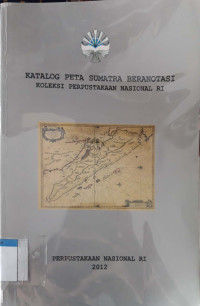 KATALOG PETA SUMATRA BERANOTASI
KOLEKSI PERPUSTAKAAN NASIONAL RI
PERPUSTAKAAN NASIONAL RI
2012